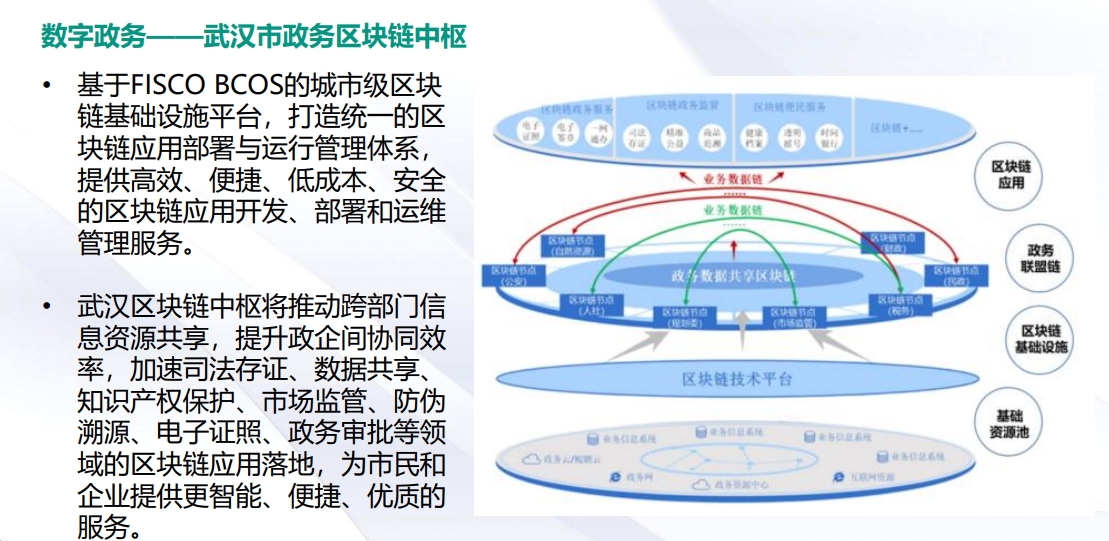 数字政务——武汉市政务区块链中枢
• 基于FISCO BCOS的城市级区块
链基础设施平台，打造统一的区
块链应用部署与运行管理体系，
提供高效、便捷、低成本、安全
的区块链应用开发、部署和运维
管理服务。
• 武汉区块链中枢将推动跨部门信
息资源共享，提升政企间协同效
率，加速司法存证、数据共享、
知识产权保护、市场监管、防伪
溯源、电子证照、政务审批等领
域的区块链应用落地，为市民和
企业提供更智能、便捷、优质的
服务。
区块链政务服务
电子
证照
电子
签章
一网
通办
区块链政务监管
司法
存证
精准
公益
商品
追溯
区块链便民服务
健康
档案
透明
摇号
时间
银行
区块链+......
业务数据链
......
业务数据链
......
区块链节点
(自然资源)
区块链节点
(财政)
区块链节点
(公安)
政务数据共享区块链
区块链节点
(民政)
区块链节点
(人社)
区块链节点
(规划委)
区块链节点
(市场监管)
区块链节点
(税务)
区块链技术平台
业务信息系统
业务信息系统
业务信息系统
政务云/鲲鹏云
业务信息系统
政务网
政务资源中心
互联网资源
区块链
应用
政务
联盟链
区块链
基础设施
基础
资源池